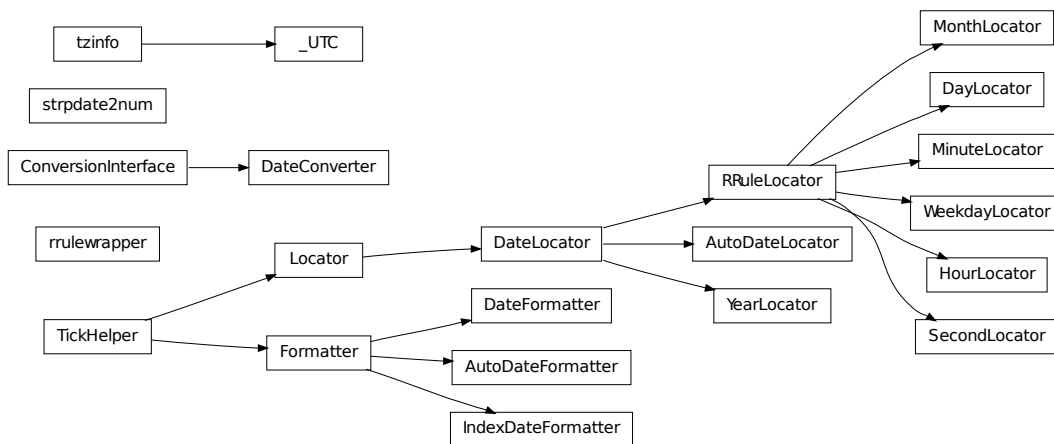 MonthLocator
tzinfo
_UTC
DayLocator
strpdate2num
MinuteLocator
ConversionInterface
DateConverter
RRuleLocator
WeekdayLocator
rrulewrapper
DateLocator
AutoDateLocator
Locator
HourLocator
DateFormatter
YearLocator
TickHelper
Formatter
SecondLocator
AutoDateFormatter
IndexDateFormatter